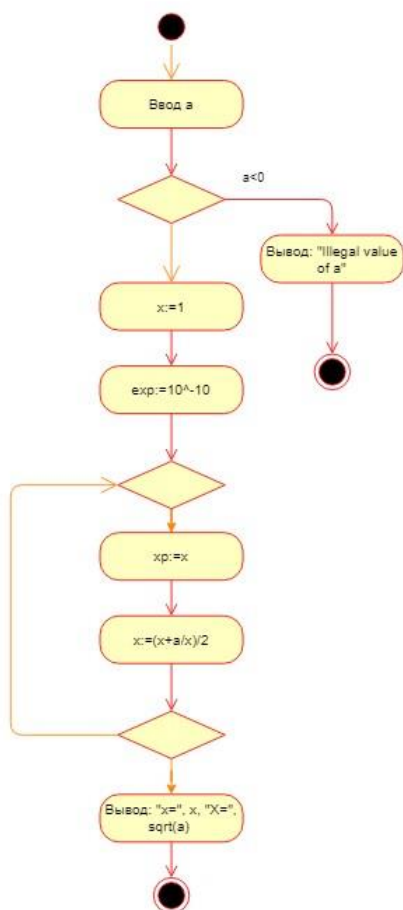 Ввод a
a<0
Вывод: "Illegal value
of a"
x:=1
exp:=10^-10
xp:=x
x:=(x+a/x)/2
Вывод: "x=", x, "X=",
sqrt(a)